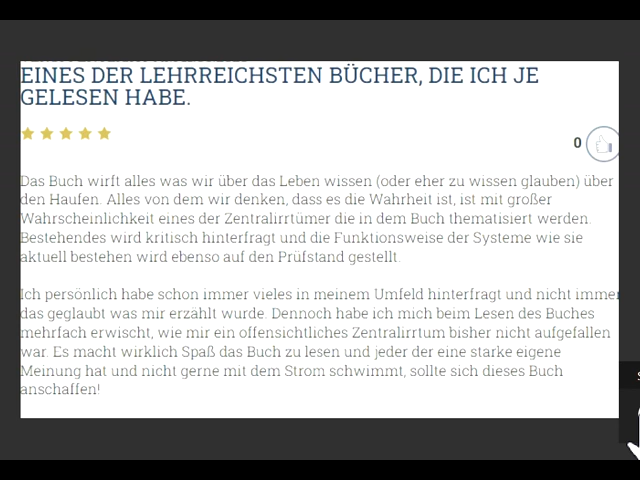 EINES DER LEHRREICHSTEN BÜCHER, DIE ICH JE
GELESEN HABE.
0
Das Buch wirft alles was wir über das Leben wissen (oder eher zu wissen glauben) über
den Haufen. Alles von dem wir denken, dass es die Wahrheit ist, ist mit großer
Wahrscheinlichkeit eines der Zentralirrtümer die in dem Buch thematisiert werden.
Bestehendes wird kritisch hinterfragt und die Funktionsweise der Systeme wie sie
aktuell bestehen wird ebenso auf den Prüfstand gestellt.
Ich persönlich habe schon immer vieles in meinem Umfeld hinterfragt und nicht immer
das geglaubt was mir erzählt wurde. Dennoch habe ich mich beim Lesen des Buches
mehrfach erwischt, wie mir ein offensichtliches Zentralirrtum bisher nicht aufgefallen
war. Es macht wirklich Spaß das Buch zu lesen und jeder der eine starke eigene
Meinung hat und nicht gerne mit dem Strom schwimmt, sollte sich dieses Buch
anschaffen!